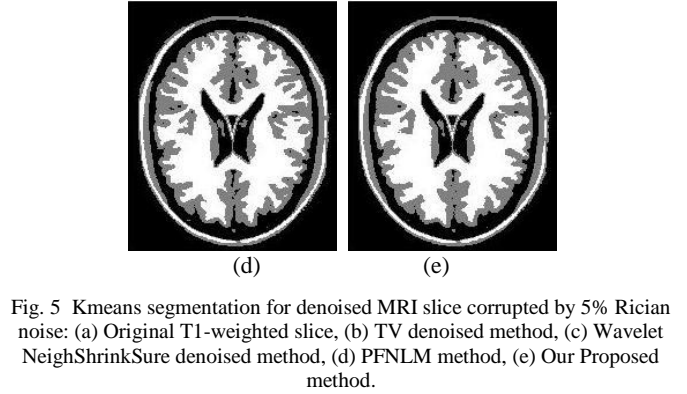 (d) (e)
Fig. 5 Kmeans segmentation for denoised MRI slice corrupted by 5% Rician
noise: (a) Original T1-weighted slice, (b) TV denoised method, (c) Wavelet
NeighShrinkSure denoised method, (d) PFNLM method, (e) Our Proposed
method.